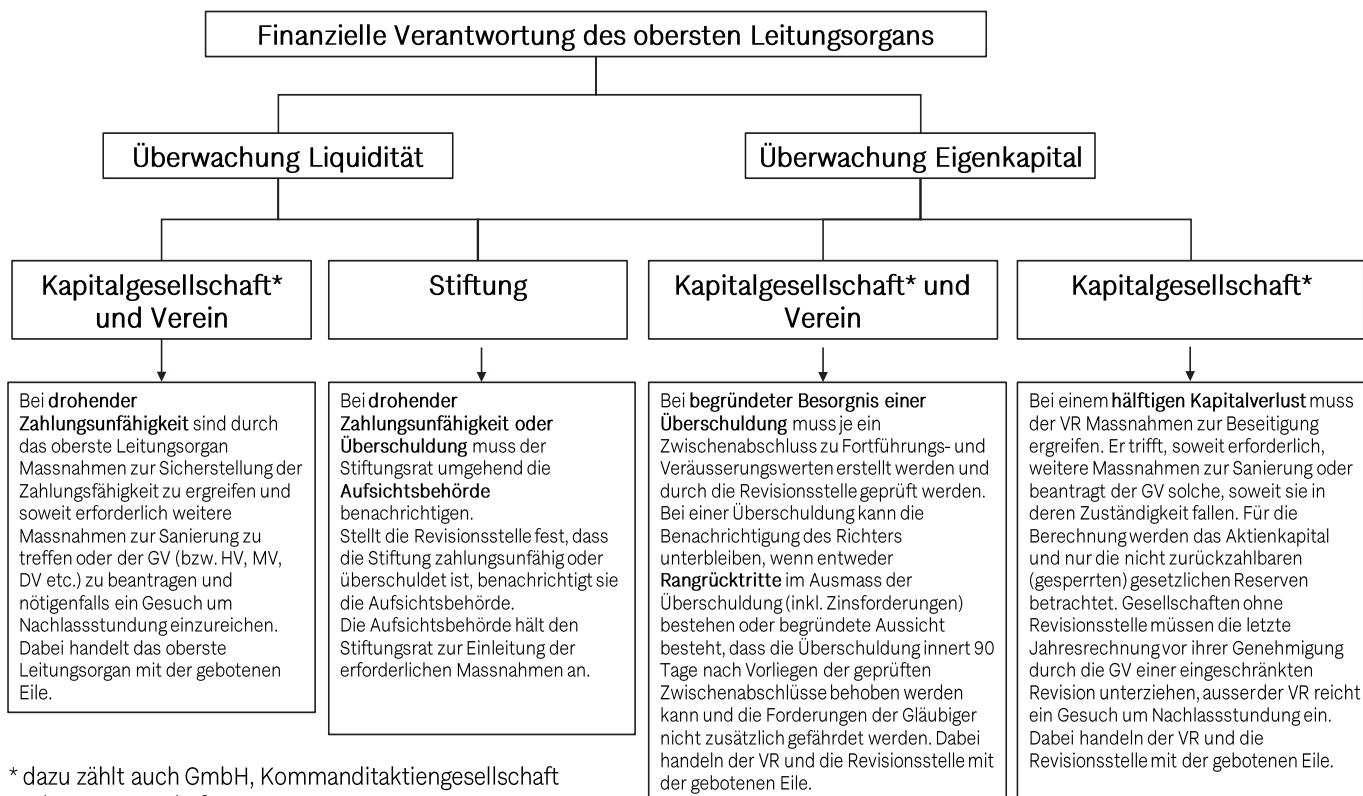 Finanzielle Verantwortung des obersten Leitungsorgans
Überwachung Liquidität
Überwachung Eigenkapital
Kapitalgesellschaft*
und Verein
Stiftung
Kapitalgesellschaft* und
Verein
Kapitalgesellschaft*
Bei drohender
Zahlungsunfähigkeit sind durch
das oberste Leitungsorgan
Massnahmen zur Sicherstellung der
Zahlungsfähigkeit zu ergreifen und
soweit erforderlich weitere
Massnahmen zur Sanierung zu
treffen oder der GV (bzw. HV, MV,
DV etc.) zu beantragen und
nötigenfalls ein Gesuch um
Nachlassstundung einzureichen.
Dabei handelt das oberste
Leitungsorgan mit der gebotenen
Eile.
Bei drohender
Zahlungsunfähigkeit oder
Überschuldung muss der
Stiftungsrat umgehend die
Aufsichtsbehörde
benachrichtigen.
Stellt die Revisionsstelle fest, dass
die Stiftung zahlungsunfähig oder
überschuldet ist, benachrichtigt sie
die Aufsichtsbehörde.
Die Aufsichtsbehörde hält den
Stiftungsrat zur Einleitung der
erforderlichen Massnahmen an.
Bei begründeter Besorgnis einer
Überschuldung muss je ein
Zwischenabschluss zu Fortführungs- und
Veräusserungswerten erstellt werden und
durch die Revisionsstelle geprüft werden.
Bei einer Überschuldung kann die
Benachrichtigung des Richters
unterbleiben, wenn entweder
Rangrücktritte im Ausmass der
Überschuldung (inkl. Zinsforderungen)
bestehen oder begründete Aussicht
besteht, dass die Überschuldung innert 90
Tage nach Vorliegen der geprüften
Zwischenabschlüsse behoben werden
kann und die Forderungen der Gläubiger
nicht zusätzlich gefährdet werden. Dabei
handeln der VR und die Revisionsstelle mit
der gebotenen Eile.
Bei einem hälftigen Kapitalverlust muss
der VR Massnahmen zur Beseitigung
ergreifen. Er trifft, soweit erforderlich,
weitere Massnahmen zur Sanierung oder
beantragt der GV solche, soweit sie in
deren Zuständigkeit fallen. Für die
Berechnung werden das Aktienkapital
und nur die nicht zurückzahlbaren
(gesperrten) gesetzlichen Reserven
betrachtet. Gesellschaften ohne
Revisionsstelle müssen die letzte
Jahresrechnung vor ihrer Genehmigung
durch die GV einer eingeschränkten
Revision unterziehen, ausser der VR reicht
ein Gesuch um Nachlassstundung ein.
Dabei handeln der VR und die
Revisionsstelle mit der gebotenen Eile.
* dazu zählt auch GmbH, Kommanditaktiengesellschaft